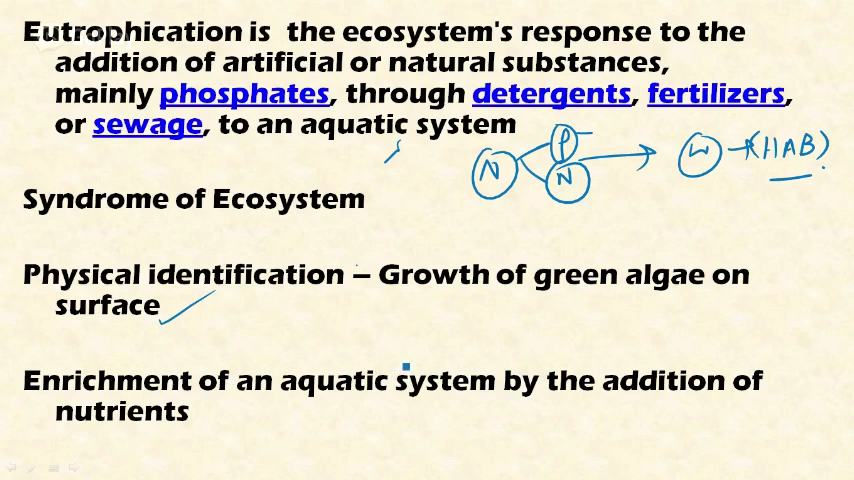 Eutrophication is the ecosystem's response to the
addition of artificial or natural substances,
mainly phosphates, through detergents, fertilizers,
or sewage, to an aquatic system
N P N → W → (HAB)
Syndrome of Ecosystem
Physical identification – Growth of green algae on
surface
Enrichment of an aquatic system by the addition of
nutrients